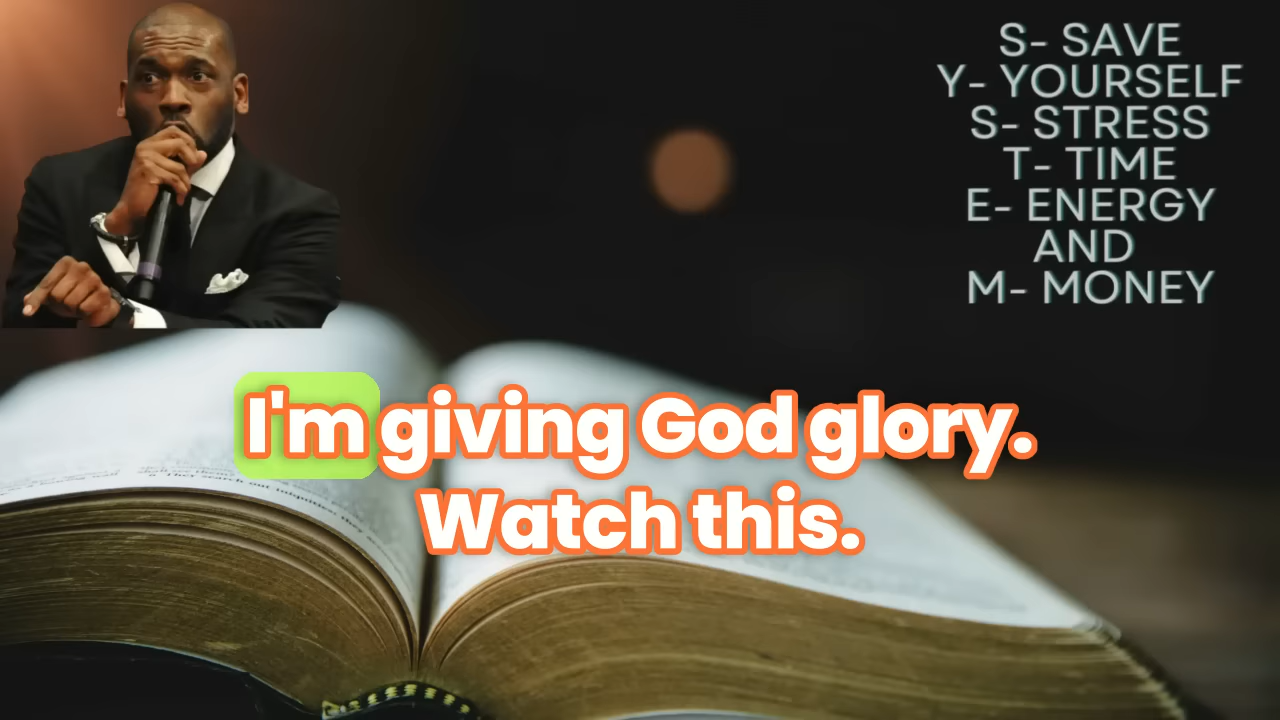 S- SAVE
Y- YOURSELF
S- STRESS
T- TIME
E- ENERGY
AND
M- MONEY
I'm giving God glory.
Watch this.